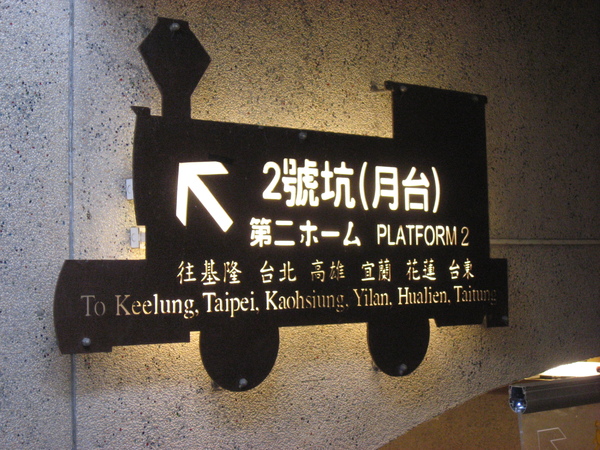 2號坑(月台)
第二ホーム PLATFORM 2
往基隆 台北 高雄 宜蘭 花蓮 台東
To Keelung, Taipei, Kaohsiung, Yilan, Hualien, Taitung